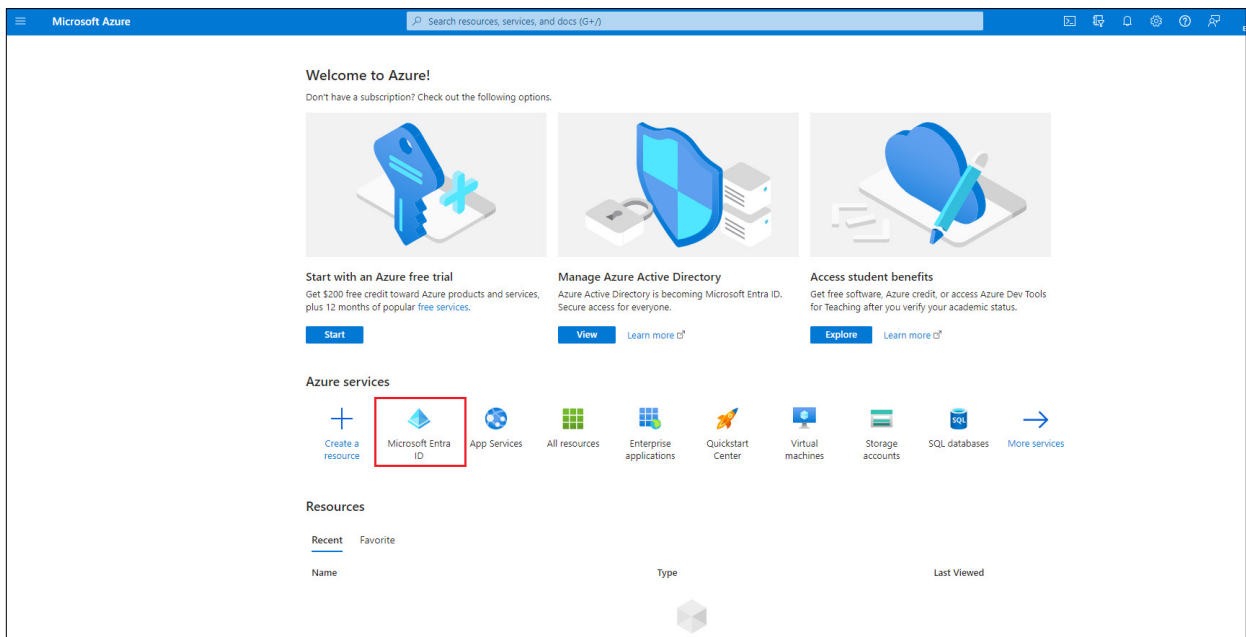 Microsoft Azure
Search resources, services, and docs (G+/)
Welcome to Azure!
Don't have a subscription? Check out the following options.
Start with an Azure free trial
Get $200 free credit toward Azure products and services,
plus 12 months of popular free services.
Start
Manage Azure Active Directory
Azure Active Directory is becoming Microsoft Entra ID.
Secure access for everyone.
View
Learn more
Access student benefits
Get free software, Azure credit, or access Azure Dev Tools
for Teaching after you verify your academic status.
Explore
Learn more
Azure services
Create a
resource
Microsoft Entra
ID
App Services
All resources
Enterprise
applications
Quickstart
Center
Virtual
machines
Storage
accounts
SQL
SQL databases
More services
Resources
Recent
Favorite
Name
Type
Last Viewed